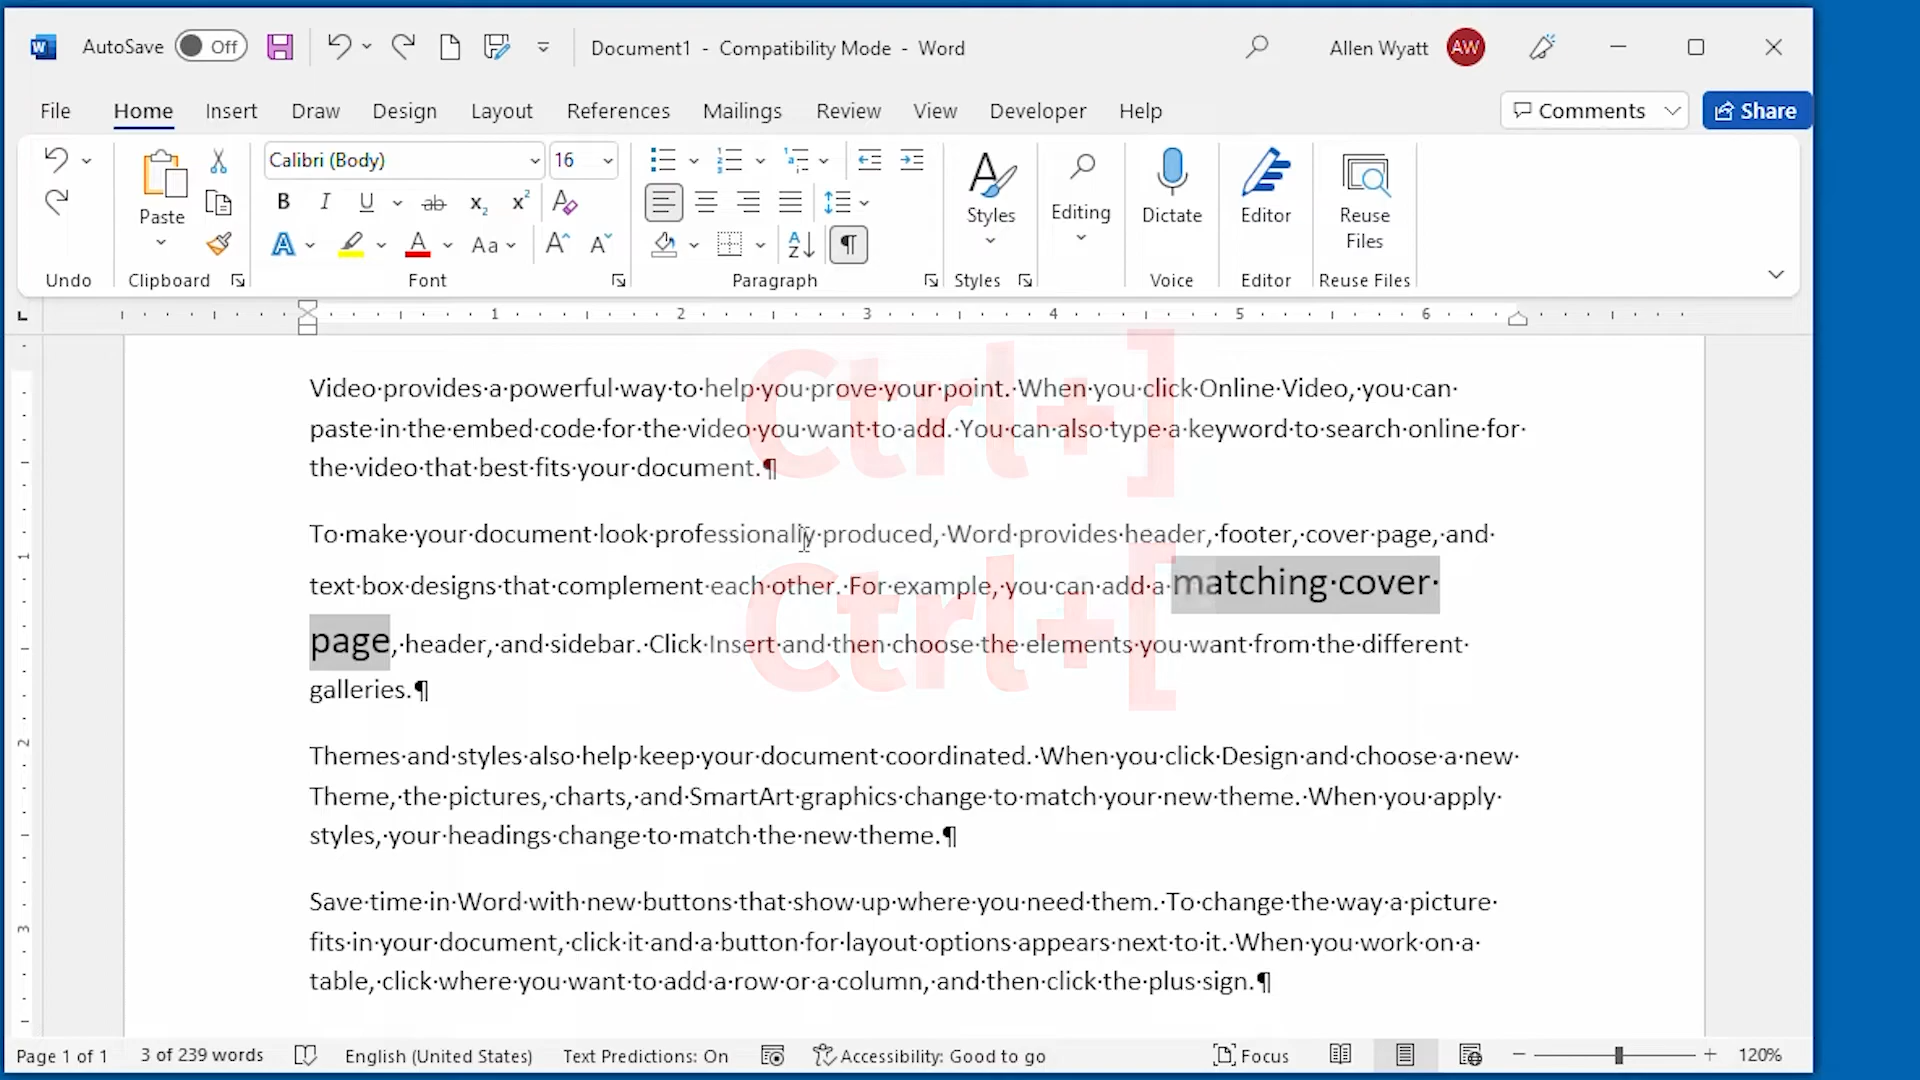 AutoSave Off Document1 - Compatibility Mode - Word Allen Wyatt AW
File Home Insert Draw Design Layout References Mailings Review View Developer Help Comments Share
Calibri (Body) 16
Paste
Styles
Editing
Dictate
Editor
Reuse
Files
Undo Clipboard Font Paragraph Styles Voice Editor Reuse Files
1 2 3 4 5 6
Ctrl+]
Video provides a powerful way to help you prove your point. When you click Online Video, you can
paste in the embed code for the video you want to add. You can also type a keyword to search online for
the video that best fits your document.¶
To make your document look professionally produced, Word provides header, footer, cover page, and
Ctrl+[
text box designs that complement each other. For example, you can add a matching cover
page, header, and sidebar. Click Insert and then choose the elements you want from the different
galleries.¶
Themes and styles also help keep your document coordinated. When you click Design and choose a new
Theme, the pictures, charts, and SmartArt graphics change to match your new theme. When you apply
styles, your headings change to match the new theme.¶
Save time in Word with new buttons that show up where you need them. To change the way a picture
fits in your document, click it and a button for layout options appears next to it. When you work on a
table, click where you want to add a row or a column, and then click the plus sign.¶
1
2
3
Page 1 of 1 3 of 239 words English (United States) Text Predictions: On Accessibility: Good to go Focus 120%